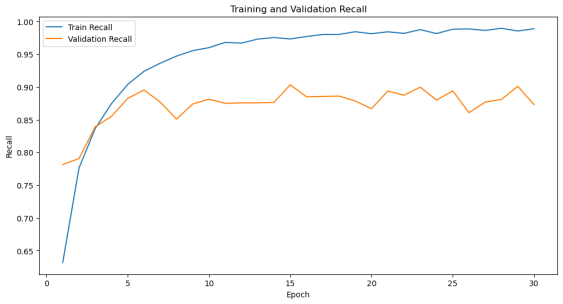 Training and Validation Recall
Train Recall
Validation Recall
1.00
0.95
0.90
0.85
0.80
0.75
0.70
0.65
Recall
0 5 10 15 20 25 30
Epoch